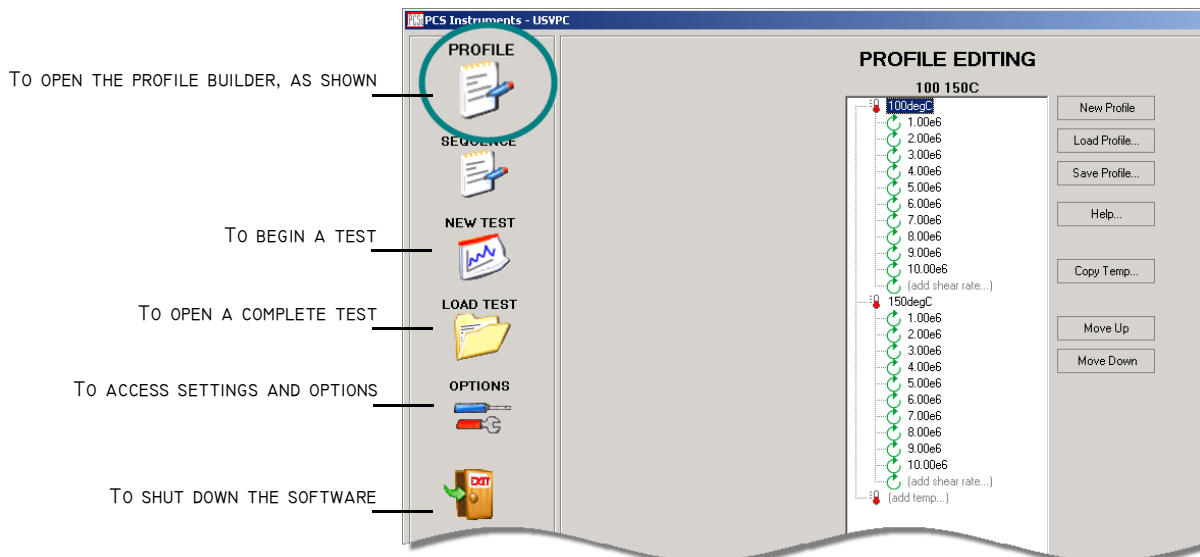 PCS PCS Instruments - USVPC
TO OPEN THE PROFILE BUILDER, AS SHOWN
TO BEGIN A TEST
TO OPEN A COMPLETE TEST
TO ACCESS SETTINGS AND OPTIONS
TO SHUT DOWN THE SOFTWARE
PROFILE
SEQUENCE
NEW TEST
LOAD TEST
OPTIONS
EXIT
PROFILE EDITING
100 150C
100degC
1.00e6
2.00e6
3.00e6
4.00e6
5.00e6
6.00e6
7.00e6
8.00e6
9.00e6
10.00e6
(add shear rate...)
150degC
1.00e6
2.00e6
3.00e6
4.00e6
5.00e6
6.00e6
7.00e6
8.00e6
9.00e6
10.00e6
(add shear rate...)
(add temp...)
New Profile
Load Profile...
Save Profile...
Help...
Copy Temp...
Move Up
Move Down